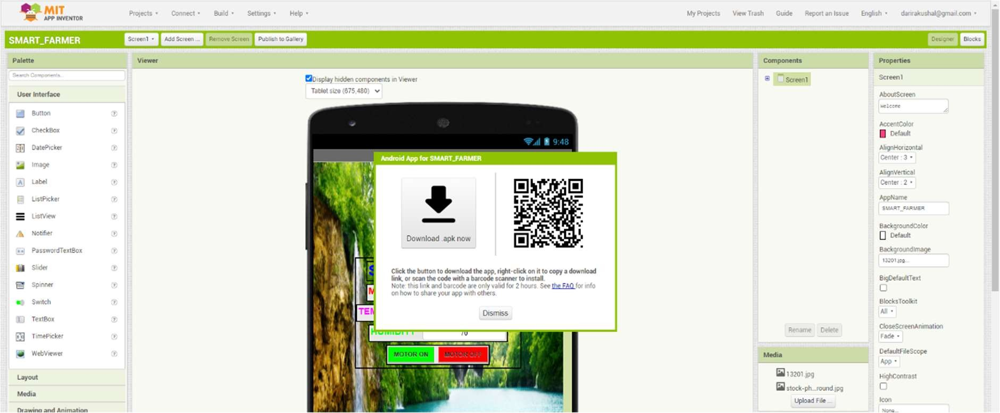 MIT
APP INVENTOR
Projects
Connect
Build
Settings
Help
My Projects
View Trash
Guide
Report an Issue
English
darirakushal@gmail.com
SMART_FARMER
Screen1
Add Screen ...
Remove Screen
Publish to Gallery
Designer
Blocks
Palette
Search Components...
User Interface
Button
CheckBox
DatePicker
Image
Label
ListPicker
ListView
Notifier
PasswordTextBox
Slider
Spinner
Switch
TextBox
TimePicker
WebViewer
Layout
Media
Drawing and Animation
Viewer
Display hidden components in Viewer
Tablet size (675,480)
9:48
Android App for SMART_FARMER
Download .apk now
Click the button to download the app, right-click on it to copy a download
link, or scan the code with a barcode scanner to install.
Note: this link and barcode are only valid for 2 hours. See the FAQ for info
on how to share your app with others.
Dismiss
HUMIDITY
MOTOR ON
MOTOR OFF
Components
Screen1
Rename
Delete
Media
13201.jpg
stock-ph...round.jpg
Upload File ...
Properties
Screen1
AboutScreen
Welcome
AccentColor
Default
AlignHorizontal
Center : 3
AlignVertical
Center : 2
AppName
SMART_FARMER
BackgroundColor
Default
BackgroundImage
13201.jpg...
BigDefaultText
BlocksToolkit
All
CloseScreenAnimation
Fade
DefaultFileScope
App
HighContrast
Icon
None...